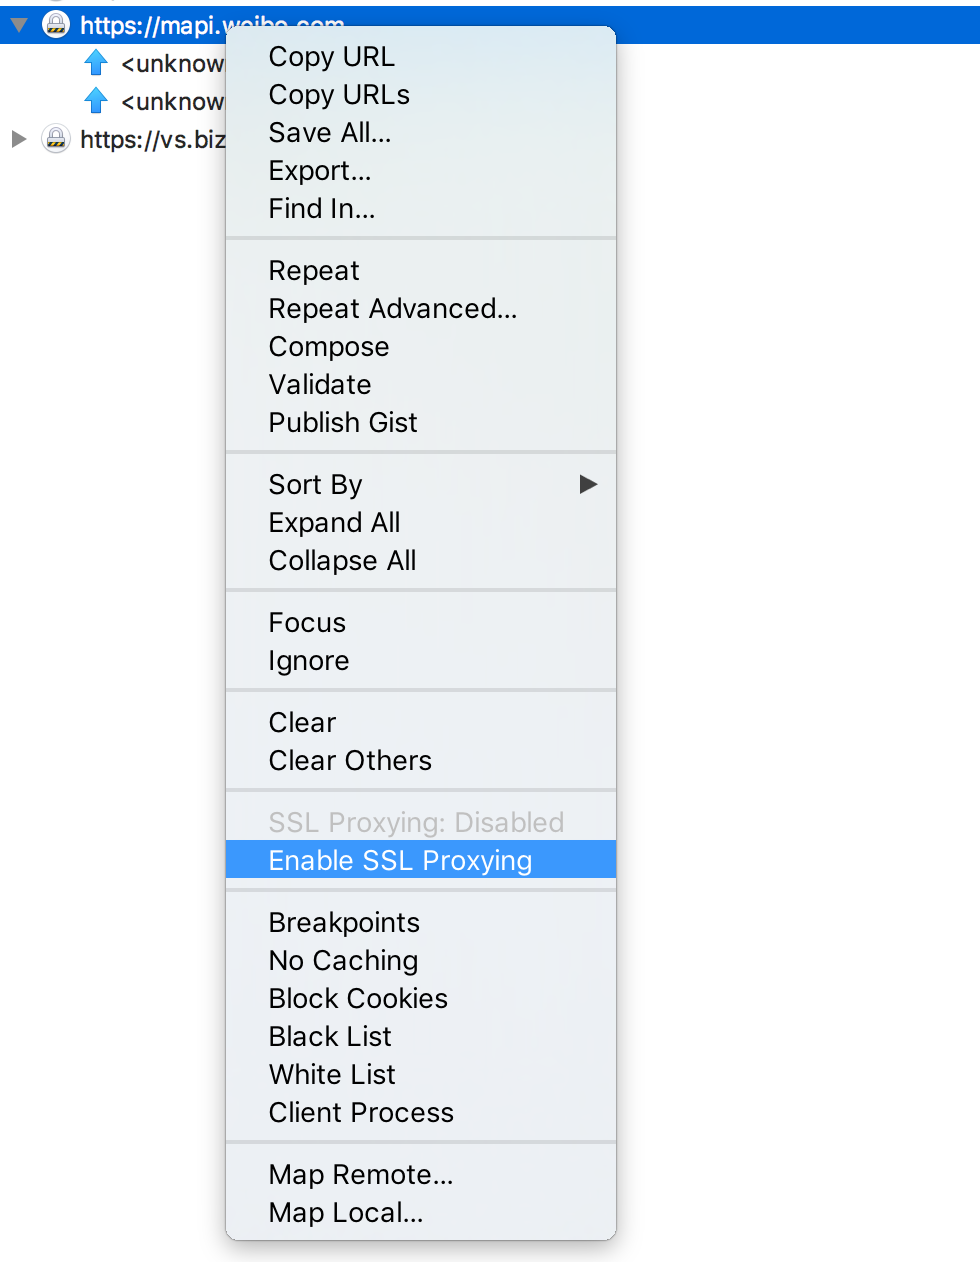 https://mapi.weibo.com
Copy URL
<unknow
Copy URLs
<unknow
Save All...
https://vs.biz
Export...
Find In...
Repeat
Repeat Advanced...
Compose
Validate
Publish Gist
Sort By
Expand All
Collapse All
Focus
Ignore
Clear
Clear Others
SSL Proxying: Disabled
Enable SSL Proxying
Breakpoints
No Caching
Block Cookies
Black List
White List
Client Process
Map Remote...
Map Local...